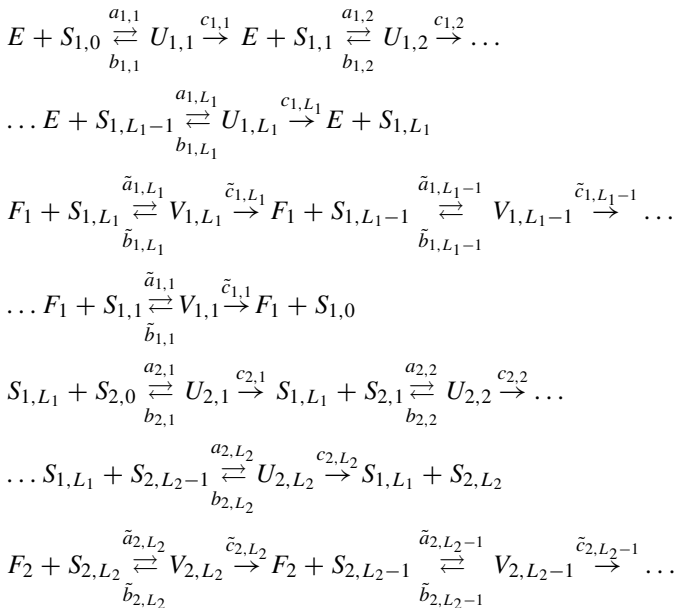 $E + S_{1,0} \underset{b_{1,1}}{\overset{a_{1,1}}{\rightleftarrows}} U_{1,1} \overset{c_{1,1}}{\rightarrow} E + S_{1,1} \underset{b_{1,2}}{\overset{a_{1,2}}{\rightleftarrows}} U_{1,2} \overset{c_{1,2}}{\rightarrow} \ldots$
$\ldots E + S_{1,L_1-1} \underset{b_{1,L_1}}{\overset{a_{1,L_1}}{\rightleftarrows}} U_{1,L_1} \overset{c_{1,L_1}}{\rightarrow} E + S_{1,L_1}$
$F_1 + S_{1,L_1} \underset{\tilde{b}_{1,L_1}}{\overset{\tilde{a}_{1,L_1}}{\rightleftarrows}} V_{1,L_1} \overset{\tilde{c}_{1,L_1}}{\rightarrow} F_1 + S_{1,L_1-1} \underset{\tilde{b}_{1,L_1-1}}{\overset{\tilde{a}_{1,L_1-1}}{\rightleftarrows}} V_{1,L_1-1} \overset{\tilde{c}_{1,L_1-1}}{\rightarrow} \ldots$
$\ldots F_1 + S_{1,1} \underset{\tilde{b}_{1,1}}{\overset{\tilde{a}_{1,1}}{\rightleftarrows}} V_{1,1} \overset{\tilde{c}_{1,1}}{\rightarrow} F_1 + S_{1,0}$
$S_{1,L_1} + S_{2,0} \underset{b_{2,1}}{\overset{a_{2,1}}{\rightleftarrows}} U_{2,1} \overset{c_{2,1}}{\rightarrow} S_{1,L_1} + S_{2,1} \underset{b_{2,2}}{\overset{a_{2,2}}{\rightleftarrows}} U_{2,2} \overset{c_{2,2}}{\rightarrow} \ldots$
$\ldots S_{1,L_1} + S_{2,L_2-1} \underset{b_{2,L_2}}{\overset{a_{2,L_2}}{\rightleftarrows}} U_{2,L_2} \overset{c_{2,L_2}}{\rightarrow} S_{1,L_1} + S_{2,L_2}$
$F_2 + S_{2,L_2} \underset{\tilde{b}_{2,L_2}}{\overset{\tilde{a}_{2,L_2}}{\rightleftarrows}} V_{2,L_2} \overset{\tilde{c}_{2,L_2}}{\rightarrow} F_2 + S_{2,L_2-1} \underset{\tilde{b}_{2,L_2-1}}{\overset{\tilde{a}_{2,L_2-1}}{\rightleftarrows}} V_{2,L_2-1} \overset{\tilde{c}_{2,L_2-1}}{\rightarrow} \ldots$